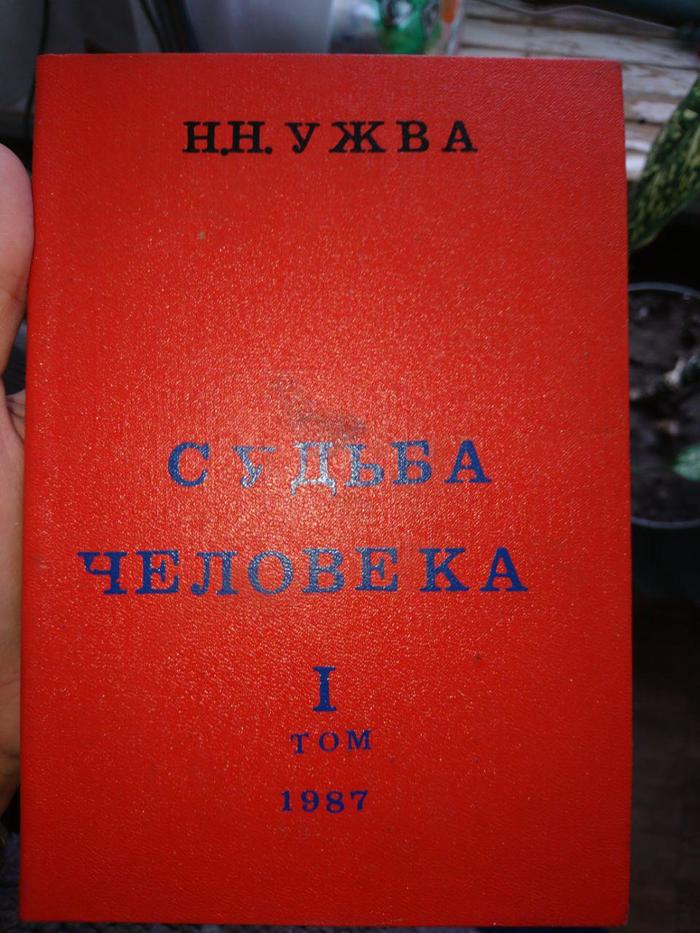 Н.Н. УЖВА
СУДЬБА
ЧЕЛОВЕКА
I
ТОМ
1987